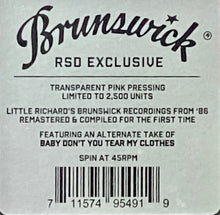 Brunswick ®
RSD EXCLUSIVE
TRANSPARENT PINK PRESSING
LIMITED TO 2,500 UNITS
LITTLE RICHARD'S BRUNSWICK RECORDINGS FROM '86
REMASTERED & COMPILED FOR THE FIRST TIME
FEATURING AN ALTERNATE TAKE OF
BABY DON'T YOU TEAR MY CLOTHES
SPIN AT 45RPM
7 11574 95491 9